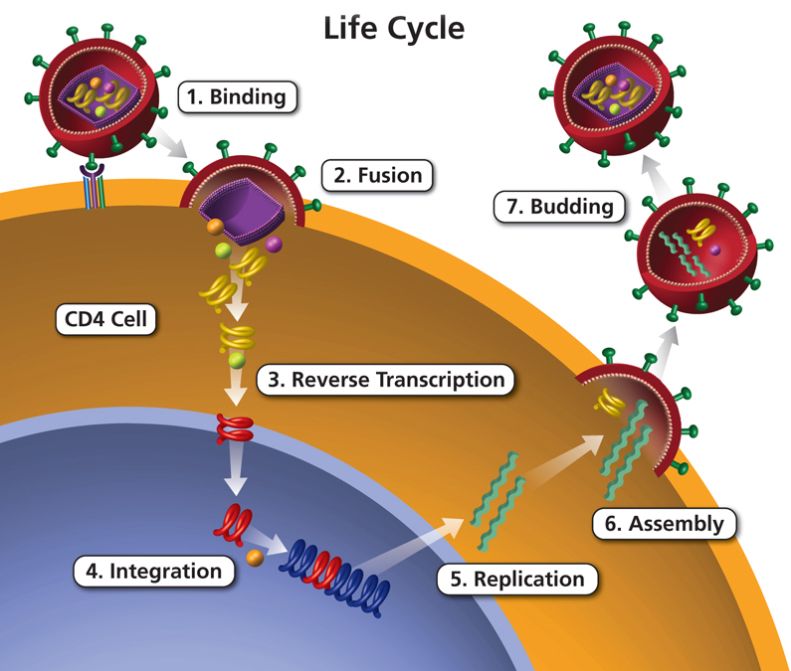 Life Cycle
1. Binding
2. Fusion
7. Budding
CD4 Cell
3. Reverse Transcription
6. Assembly
4. Integration
5. Replication